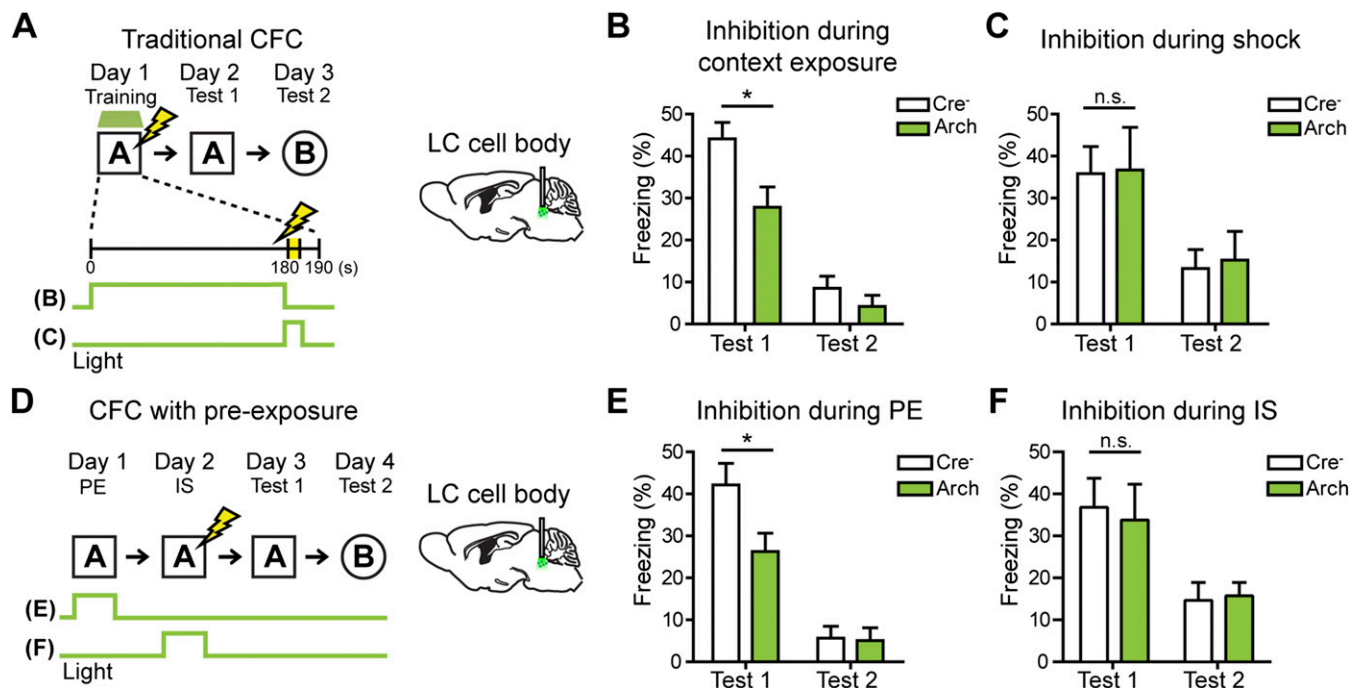 A
Traditional CFC
Day 1 Day 2 Day 3
Training Test 1 Test 2
A A B
0 180 190 (s)
(B)
(C)
Light
LC cell body
B
Inhibition during
context exposure
Freezing (%)
50
40
30
20
10
0
*
Cre-
Arch
Test 1 Test 2
C
Inhibition during shock
Freezing (%)
50
40
30
20
10
0
n.s.
Cre-
Arch
Test 1 Test 2
D
CFC with pre-exposure
Day 1 Day 2 Day 3 Day 4
PE IS Test 1 Test 2
A A A B
(E)
(F)
Light
LC cell body
E
Inhibition during PE
Freezing (%)
50
40
30
20
10
0
*
Cre-
Arch
Test 1 Test 2
F
Inhibition during IS
Freezing (%)
50
40
30
20
10
0
n.s.
Cre-
Arch
Test 1 Test 2